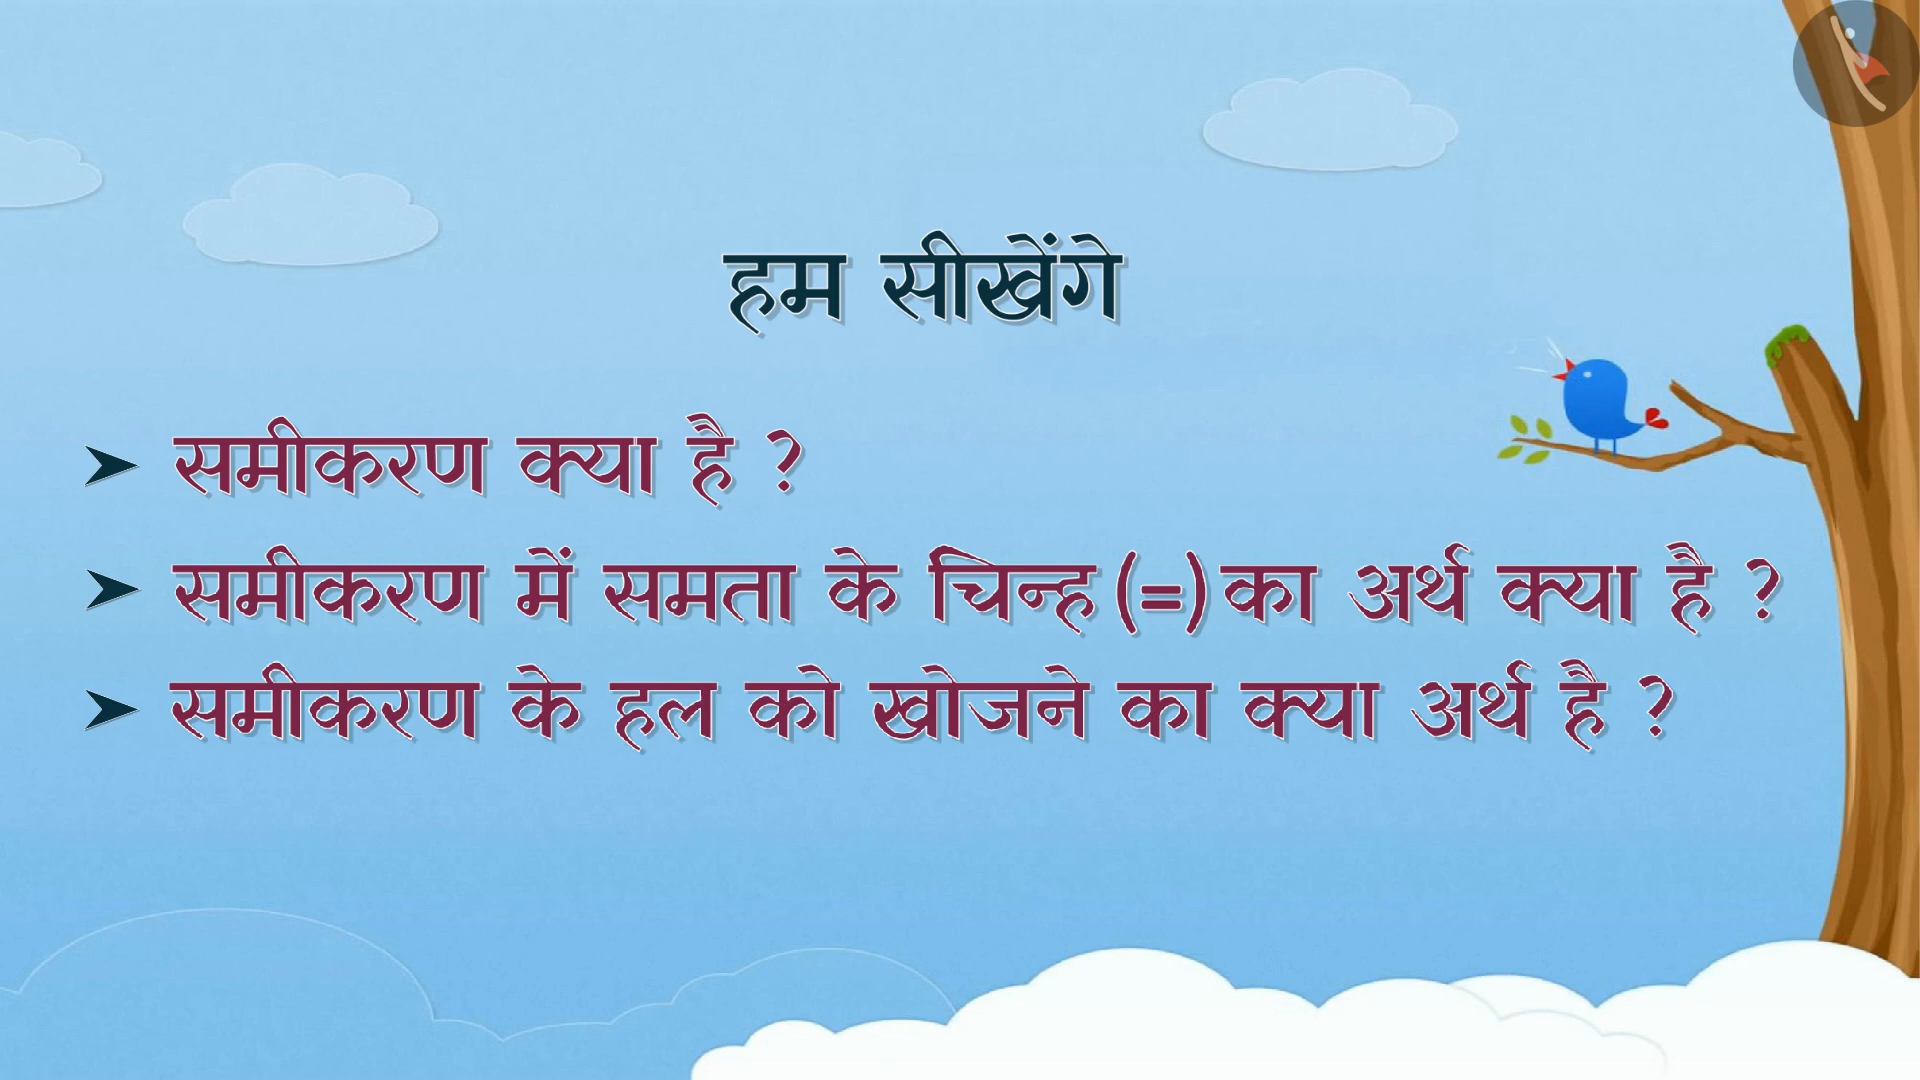 हम सीखेंगे
➤ समीकरण क्या है ?
➤ समीकरण में समता के चिन्ह (=) का अर्थ क्या है ?
➤ समीकरण के हल को खोजने का क्या अर्थ है ?